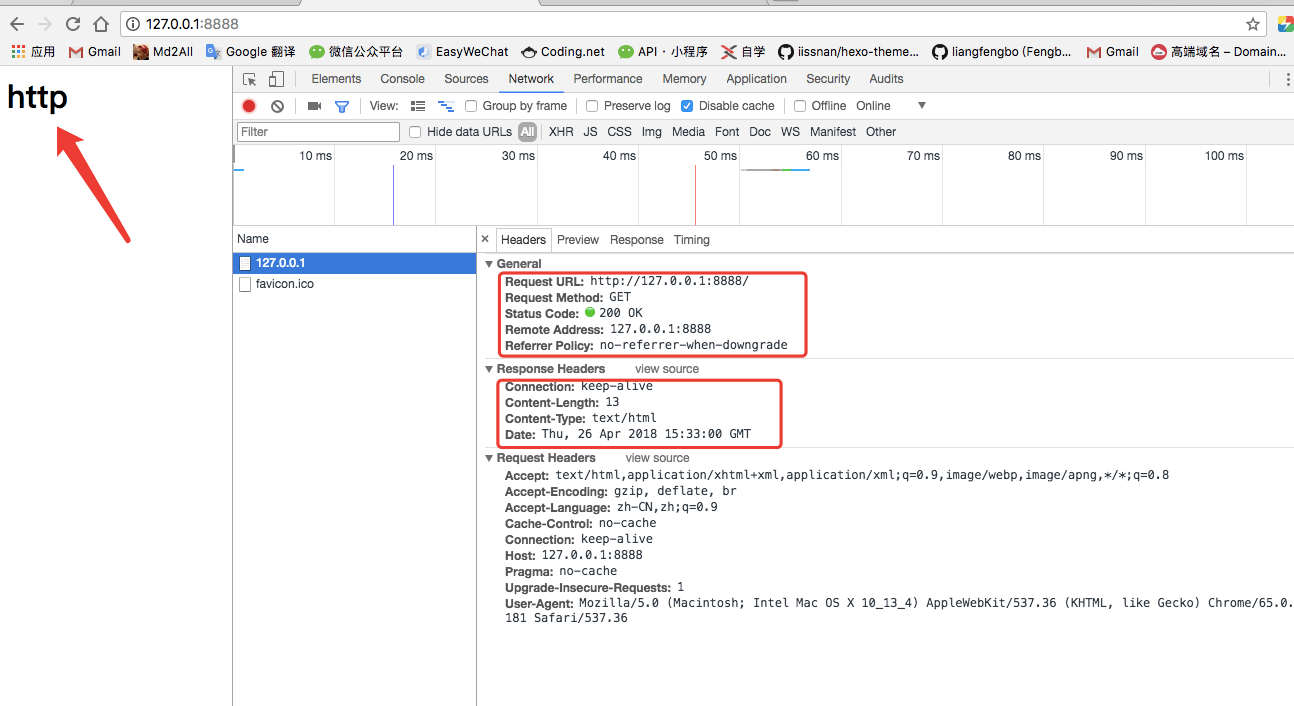 127.0.0.1:8888
应用 Gmail Md2All Google 翻译 微信公众平台 EasyWeChat Coding.net API · 小程序 自学 iissnan/hexo-theme... liangfengbo (Fengb... Gmail 高端域名 – Domain...
http
Elements Console Sources Network Performance Memory Application Security Audits
View: Group by frame Preserve log Disable cache Offline Online
Filter Hide data URLs All XHR JS CSS Img Media Font Doc WS Manifest Other
10 ms 20 ms 30 ms 40 ms 50 ms 60 ms 70 ms 80 ms 90 ms 100 ms
Name
127.0.0.1
favicon.ico
× Headers Preview Response Timing
General
Request URL: http://127.0.0.1:8888/
Request Method: GET
Status Code: 200 OK
Remote Address: 127.0.0.1:8888
Referrer Policy: no-referrer-when-downgrade
Response Headers view source
Connection: keep-alive
Content-Length: 13
Content-Type: text/html
Date: Thu, 26 Apr 2018 15:33:00 GMT
Request Headers view source
Accept: text/html,application/xhtml+xml,application/xml;q=0.9,image/webp,image/apng,*/*;q=0.8
Accept-Encoding: gzip, deflate, br
Accept-Language: zh-CN,zh;q=0.9
Cache-Control: no-cache
Connection: keep-alive
Host: 127.0.0.1:8888
Pragma: no-cache
Upgrade-Insecure-Requests: 1
User-Agent: Mozilla/5.0 (Macintosh; Intel Mac OS X 10_13_4) AppleWebKit/537.36 (KHTML, like Gecko) Chrome/65.0.
181 Safari/537.36